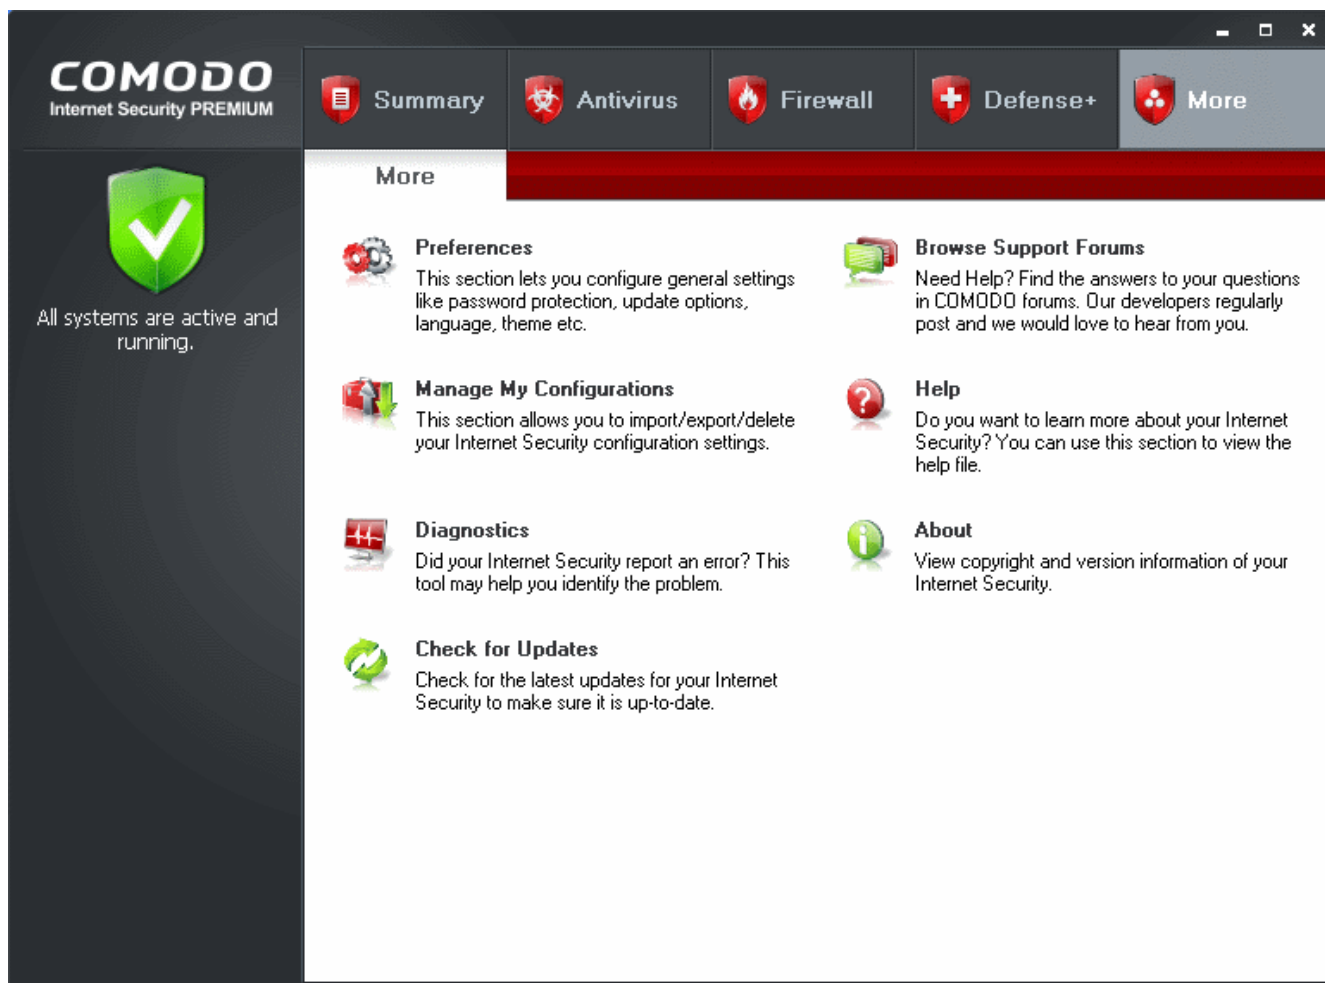 COMODO
Internet Security PREMIUM
Summary
Antivirus
Firewall
Defense+
More
All systems are active and
running.
More
Preferences
This section lets you configure general settings
like password protection, update options,
language, theme etc.
Manage My Configurations
This section allows you to import/export/delete
your Internet Security configuration settings.
Diagnostics
Did your Internet Security report an error? This
tool may help you identify the problem.
Check for Updates
Check for the latest updates for your Internet
Security to make sure it is up-to-date.
Browse Support Forums
Need Help? Find the answers to your questions
in COMODO forums. Our developers regularly
post and we would love to hear from you.
Help
Do you want to learn more about your Internet
Security? You can use this section to view the
help file.
About
View copyright and version information of your
Internet Security.